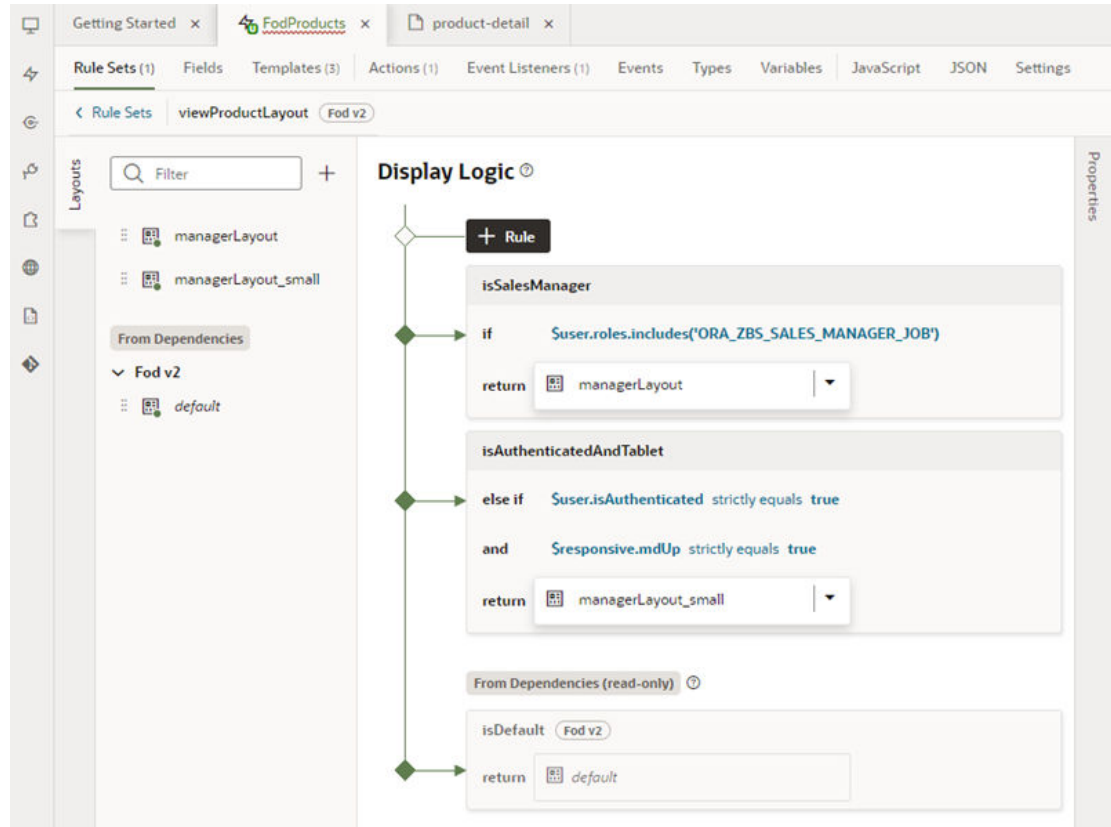 Getting Started × FodProducts × product-detail ×
Rule Sets (1) Fields Templates (3) Actions (1) Event Listeners (1) Events Types Variables JavaScript JSON Settings
Rule Sets viewProductLayout Fod v2
Layouts
Filter
managerLayout
managerLayout_small
From Dependencies
Fod v2
default
Display Logic
+ Rule
isSalesManager
if $user.roles.includes('ORA_ZBS_SALES_MANAGER_JOB')
return managerLayout
isAuthenticatedAndTablet
else if $user.isAuthenticated strictly equals true
and $responsive.mdUp strictly equals true
return managerLayout_small
From Dependencies (read-only)
isDefault Fod v2
return default
Properties